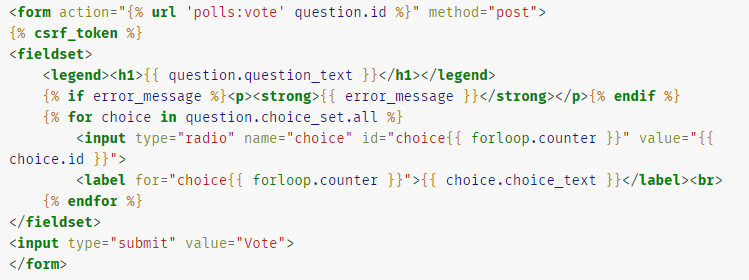 <form action="{% url 'polls:vote' question.id %}" method="post">
{% csrf_token %}
<fieldset>
    <legend><h1>{{ question.question_text }}</h1></legend>
    {% if error_message %}<p><strong>{{ error_message }}</strong></p>{% endif %}
    {% for choice in question.choice_set.all %}
        <input type="radio" name="choice" id="choice{{ forloop.counter }}" value="{{
choice.id }}">
        <label for="choice{{ forloop.counter }}">{{ choice.choice_text }}</label><br>
    {% endfor %}
</fieldset>
<input type="submit" value="Vote">
</form>